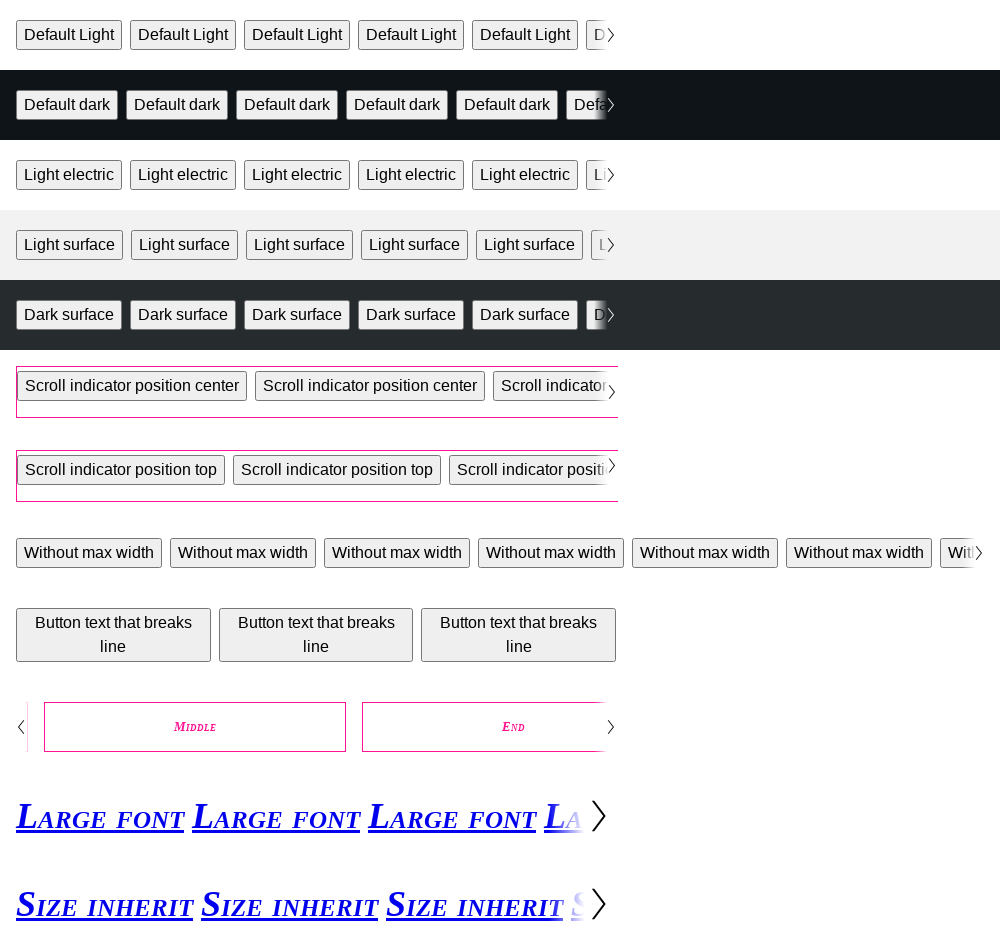 Default Light Default Light Default Light Default Light Default Light
Default dark Default dark Default dark Default dark Default dark
Light electric Light electric Light electric Light electric Light electric
Light surface Light surface Light surface Light surface Light surface
Dark surface Dark surface Dark surface Dark surface Dark surface
Scroll indicator position center Scroll indicator position center Scroll indicator
Scroll indicator position top Scroll indicator position top Scroll indicator
Without max width Without max width Without max width Without max width Without max width Without max width
Button text that breaks Button text that breaks Button text that breaks
line line line
Middle End
Large font Large font Large font
Size inherit Size inherit Size inherit